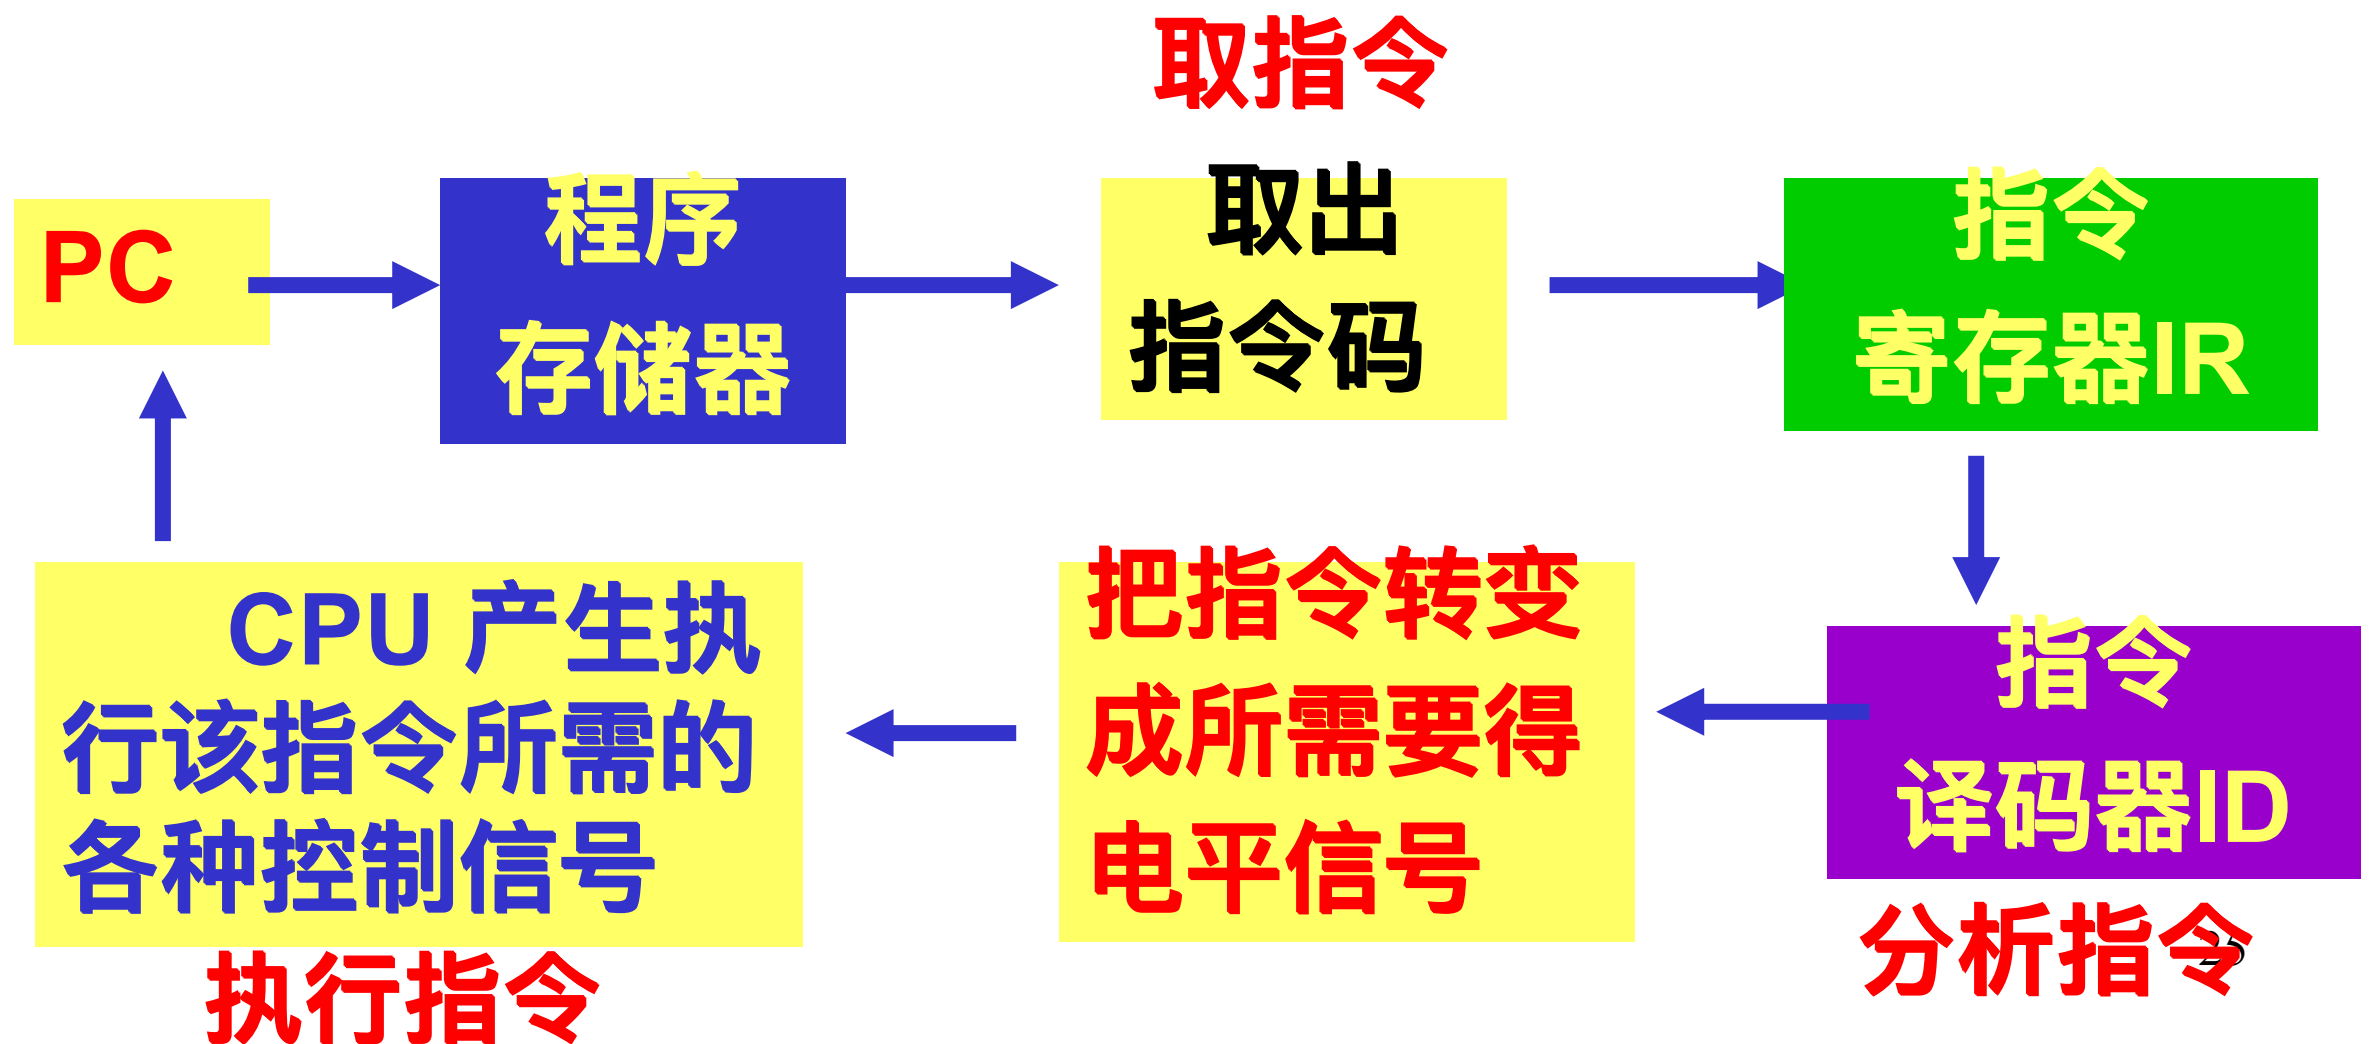 取指令
PC
程序
存储器
取出
指令码
指令
寄存器IR
指令
译码器ID
分析指令
把指令转变
成所需要得
电平信号
CPU 产生执
行该指令所需的
各种控制信号
执行指令